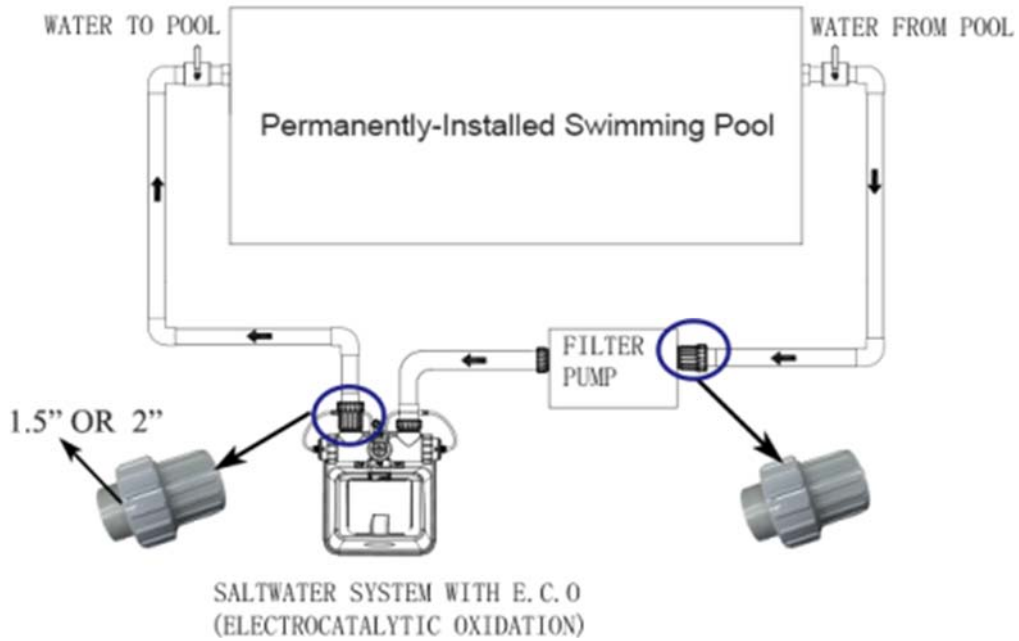 WATER TO POOL
WATER FROM POOL
Permanently-Installed Swimming Pool
FILTER
PUMP
1.5” OR 2”
SALTWATER SYSTEM WITH E.C.O
(ELECTROCATALYTIC OXIDATION)